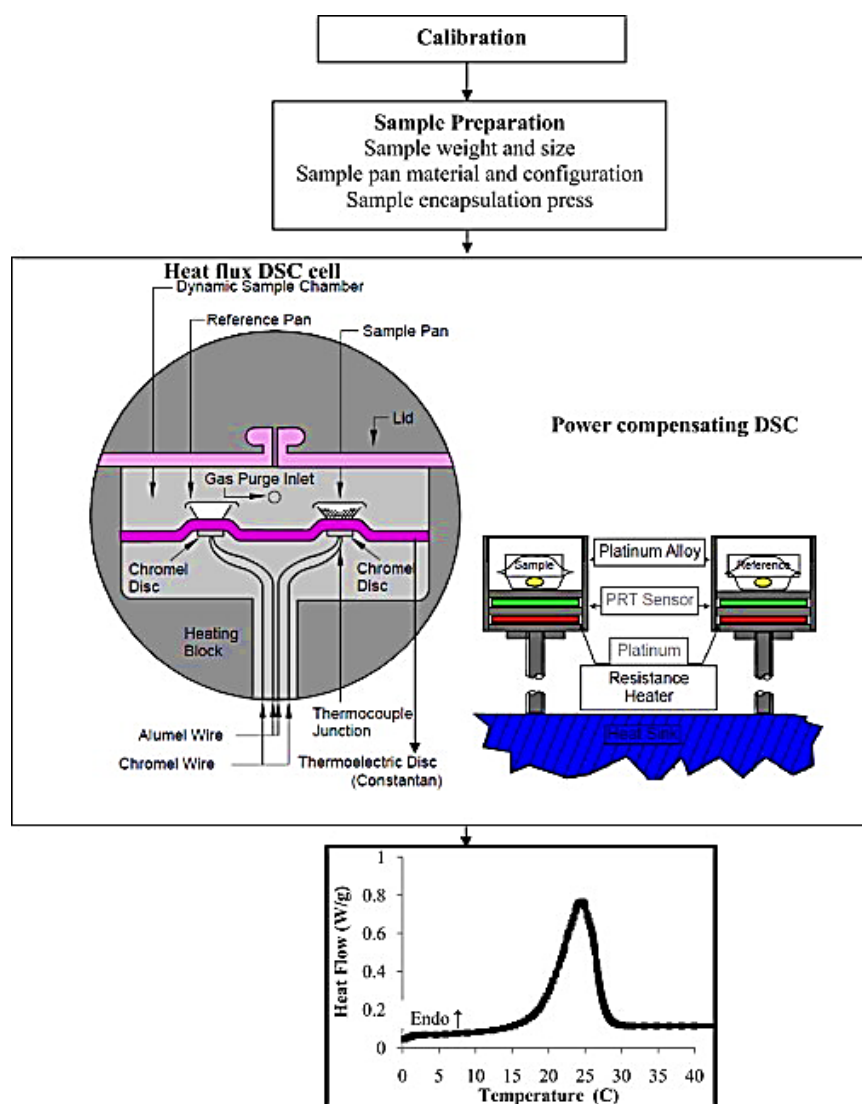 Calibration
Sample Preparation
Sample weight and size
Sample pan material and configuration
Sample encapsulation press
Heat flux DSC cell
Dynamic Sample Chamber
Reference Pan
Sample Pan
Lid
Gas Purge Inlet
Chromel
Disc
Chromel
Disc
Heating
Block
Alumel Wire
Chromel Wire
Thermocouple
Junction
Thermoelectric Disc
(Constantan)
Power compensating DSC
Sample
Platinum Alloy
Reference
PRT Sensor
Platinum
Resistance
Heater
Heat Sink
Heat Flow (W/g)
1
0.8
0.6
0.4
0.2
0
Endo ↑
0 5 10 15 20 25 30 35 40
Temperature (C)